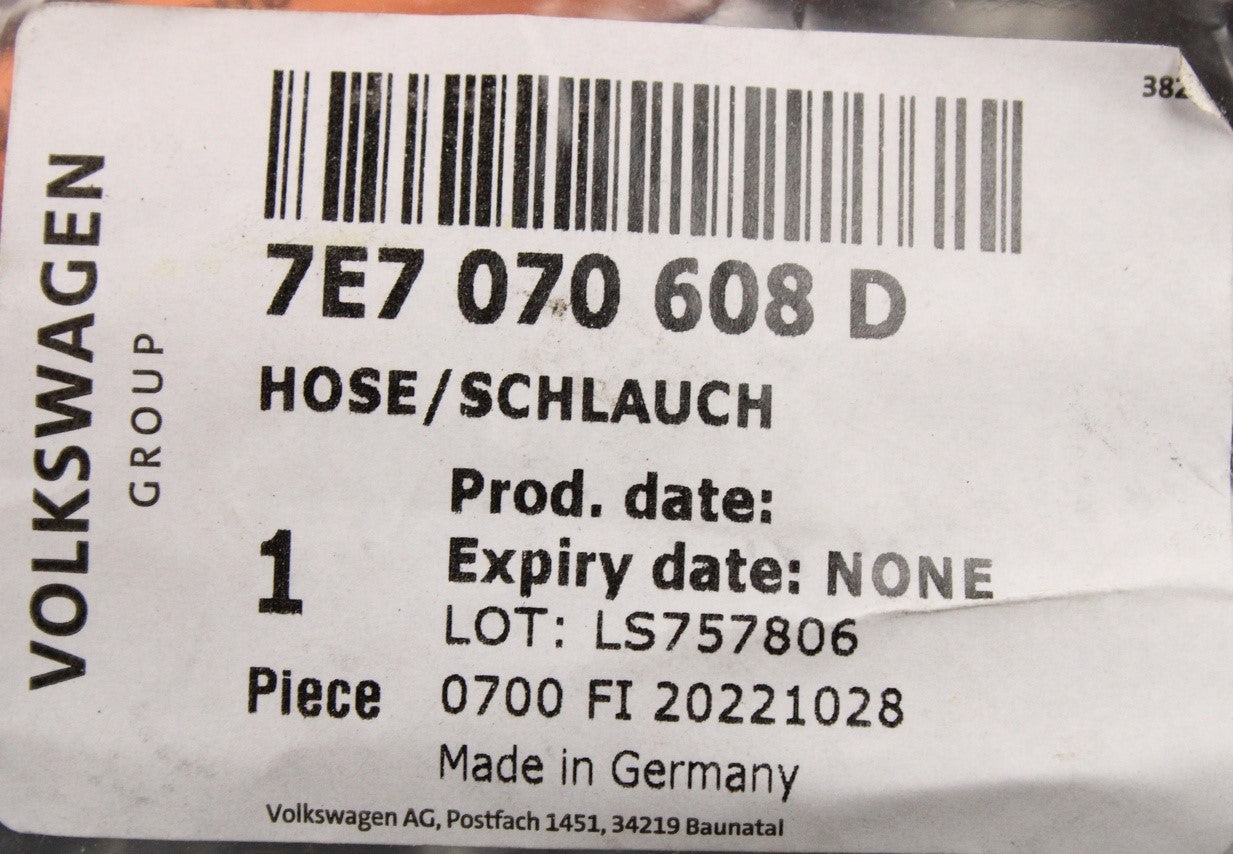 VOLKSWAGEN
GROUP
7E7 070 608 D
HOSE/SCHLAUCH
Prod. date:
Expiry date: NONE
1
LOT: LS757806
Piece
0700 FI 20221028
Made in Germany
Volkswagen AG, Postfach 1451, 34219 Baunatal